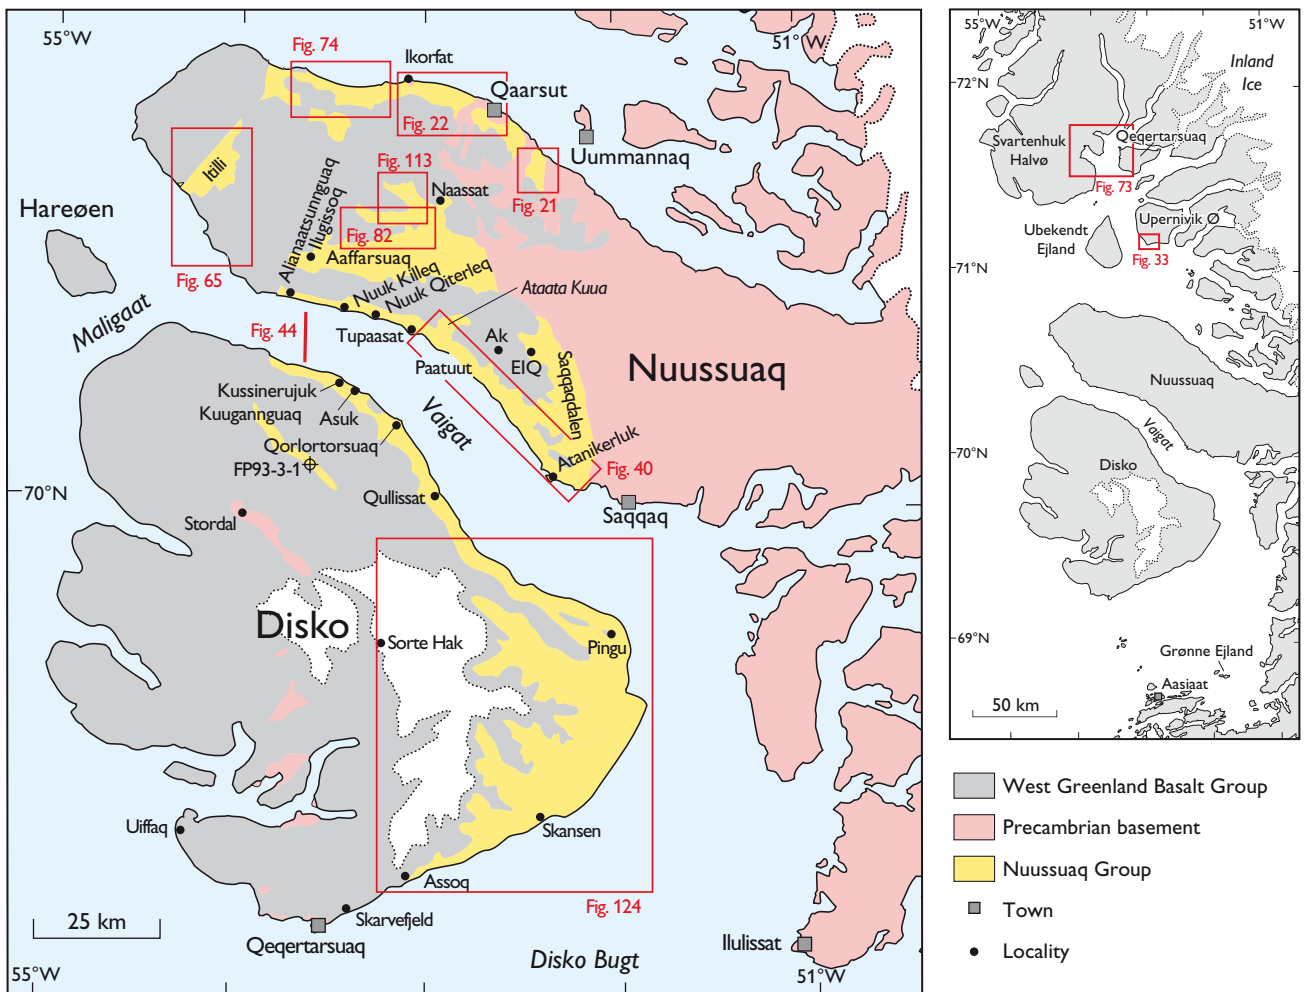 55°W
51°W
Fig. 74
Ikorfat
Qaarsut
Fig. 22
Uummannaq
Fig. 113
Itilli
Naassat
Fig. 21
Hareøen
Alianaatsunnguaq
Ilugissoq
Fig. 82
Aaffarsuaq
Fig. 65
Nuuk Killeq
Nuuk Qiterleq
Ataata Kuua
Maligaat
Fig. 44
Tupaasat
Ak
EIQ
Paatuut
Saqqaqdalen
Nuussuaq
Kussinerujuk
Kuugannguaq
Asuk
Vaigat
Qorlortorsuaq
FP93-3-1
Atanikerluk
Fig. 40
70°N
Qullissat
Saqqaq
Stordal
Disko
Sorte Hak
Pingu
Uiffaq
Skansen
Assoq
Fig. 124
Skarvefjeld
25 km
Qeqertarsuaq
Ilulissat
Disko Bugt
55°W
51°W
55°W
51°W
Inland
Ice
72°N
Svartenhuk
Halvø
Qeqertarsuaq
Fig. 73
Upernivik Ø
Ubekendt
Ejland
Fig. 33
71°N
Nuussuaq
Vaigat
70°N
Disko
69°N
Grønne Ejland
Aasiaat
50 km
West Greenland Basalt Group
Precambrian basement
Nuussuaq Group
Town
Locality